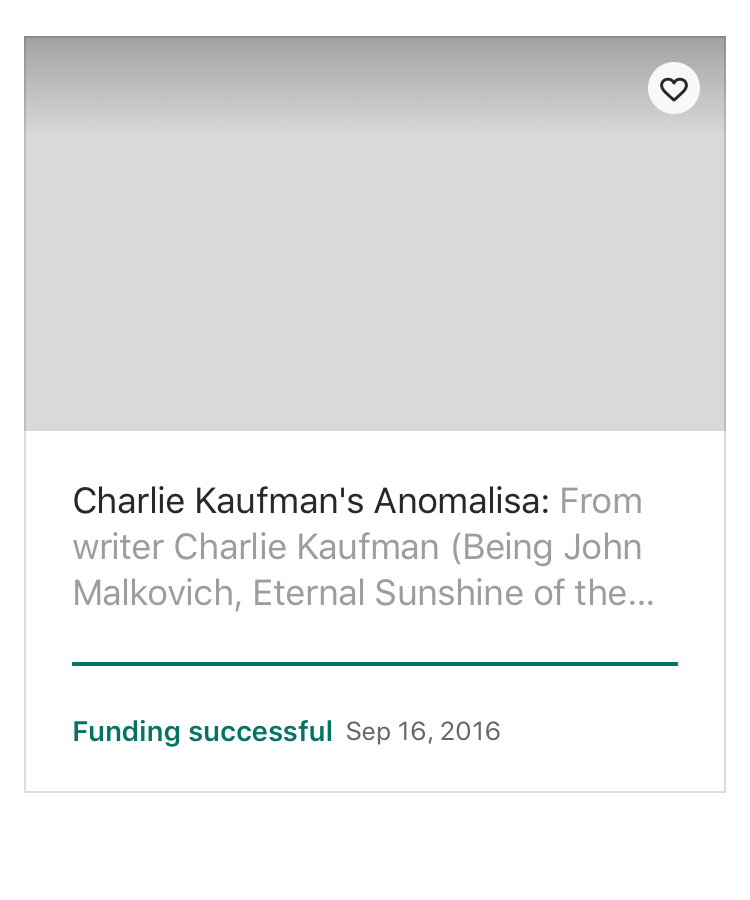 Charlie Kaufman's Anomalisa: From
writer Charlie Kaufman (Being John
Malkovich, Eternal Sunshine of the...
Funding successful Sep 16, 2016